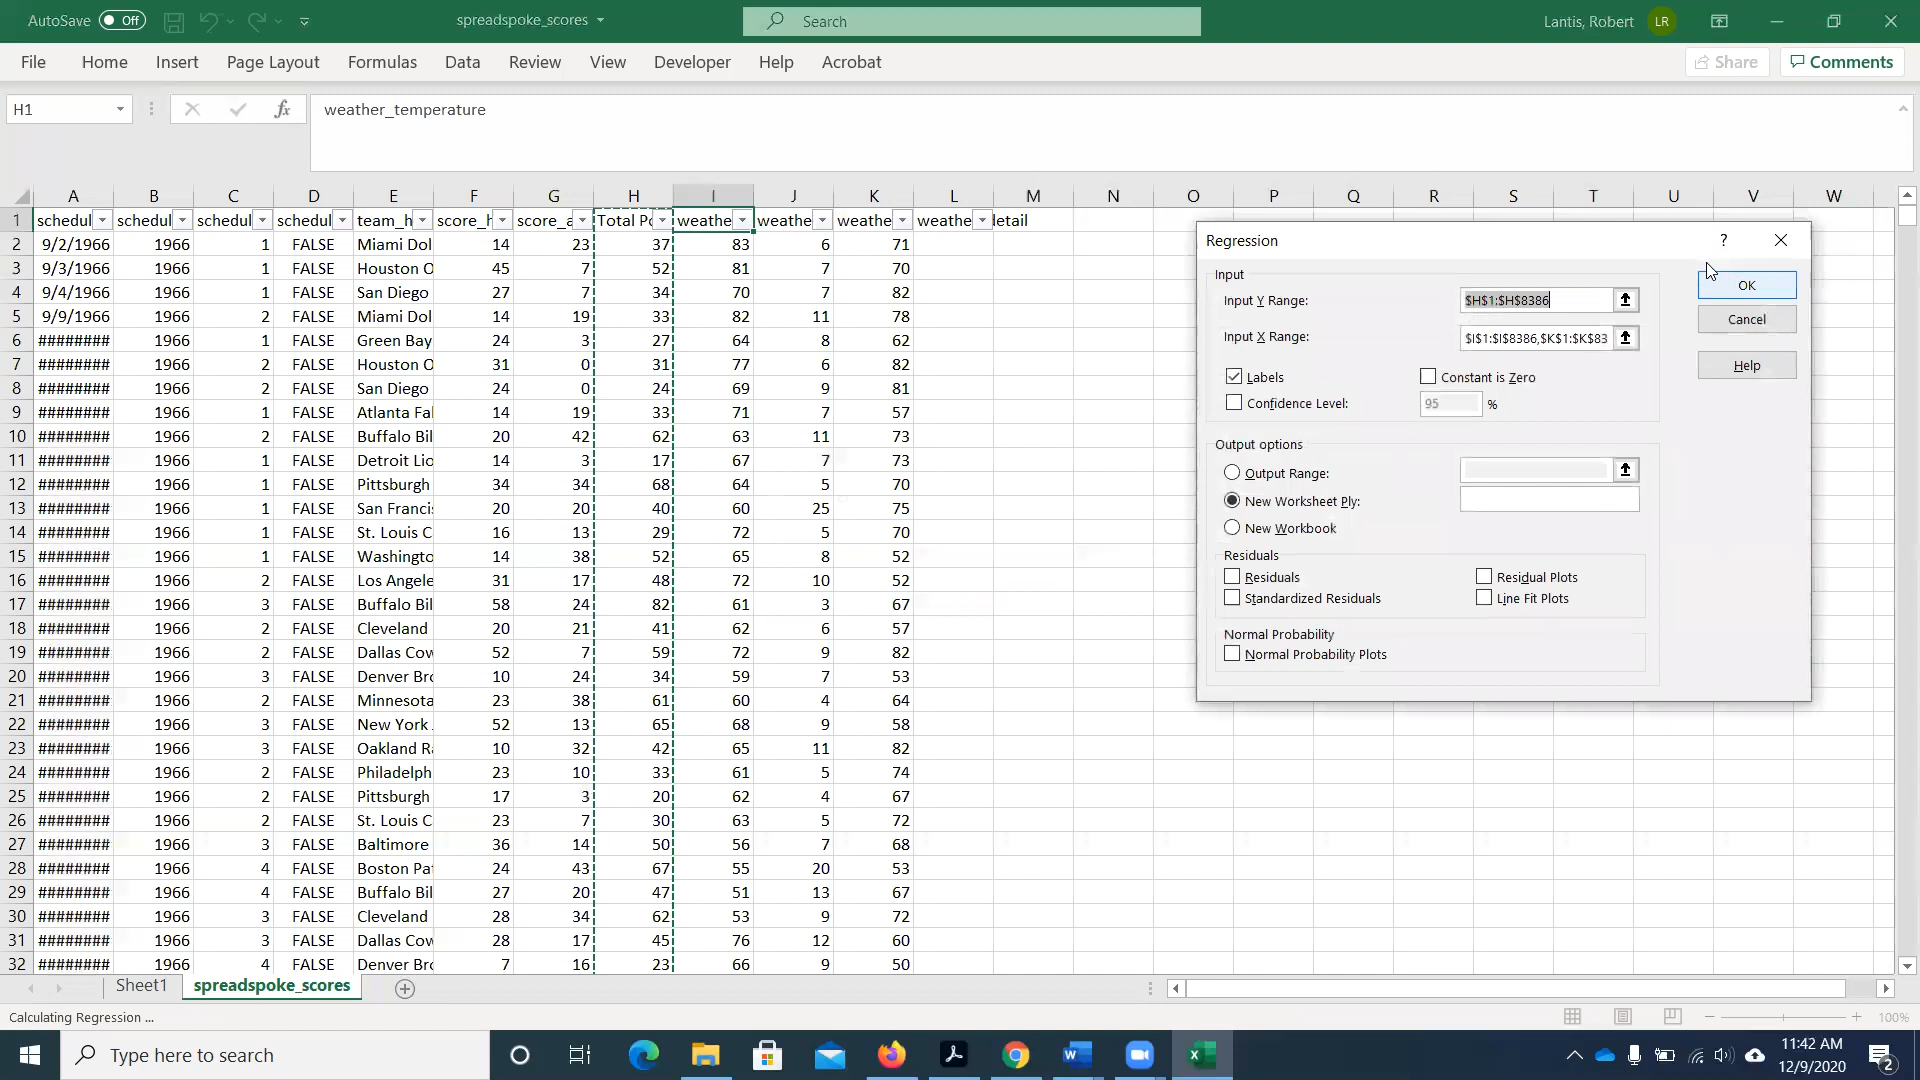 AutoSave Off spreadspoke_scores Search Lantis, Robert LR
File Home Insert Page Layout Formulas Data Review View Developer Help Acrobat Share Comments
H1 fx weather_temperature
A B C D E F G H I J K L M N O P Q R S T U V W
1 schedul schedul schedul schedul team_h score_h score_a Total Po weathe weathe weathe weathe detail
2 9/2/1966 1966 1 FALSE Miami Dol 14 23 37 83 6 71
3 9/3/1966 1966 1 FALSE Houston O 45 7 52 81 7 70
4 9/4/1966 1966 1 FALSE San Diego 27 7 34 70 7 82
5 9/9/1966 1966 2 FALSE Miami Dol 14 19 33 82 11 78
6 ######## 1966 1 FALSE Green Bay 24 3 27 64 8 62
7 ######## 1966 2 FALSE Houston O 31 0 31 77 6 82
8 ######## 1966 2 FALSE San Diego 24 0 24 69 9 81
9 ######## 1966 1 FALSE Atlanta Fal 14 19 33 71 7 57
10 ######## 1966 2 FALSE Buffalo Bil 20 42 62 63 11 73
11 ######## 1966 1 FALSE Detroit Lio 14 3 17 67 7 73
12 ######## 1966 1 FALSE Pittsburgh 34 34 68 64 5 70
13 ######## 1966 1 FALSE San Francis 20 20 40 60 25 75
14 ######## 1966 1 FALSE St. Louis C 16 13 29 72 5 70
15 ######## 1966 1 FALSE Washingto 14 38 52 65 8 52
16 ######## 1966 2 FALSE Los Angele 31 17 48 72 10 52
17 ######## 1966 3 FALSE Buffalo Bil 58 24 82 61 3 67
18 ######## 1966 2 FALSE Cleveland 20 21 41 62 6 57
19 ######## 1966 2 FALSE Dallas Cow 52 7 59 72 9 82
20 ######## 1966 3 FALSE Denver Bro 10 24 34 59 7 53
21 ######## 1966 2 FALSE Minnesota 23 38 61 60 4 64
22 ######## 1966 3 FALSE New York 52 13 65 68 9 58
23 ######## 1966 3 FALSE Oakland Ra 10 32 42 65 11 82
24 ######## 1966 2 FALSE Philadelph 23 10 33 61 5 74
25 ######## 1966 2 FALSE Pittsburgh 17 3 20 62 4 67
26 ######## 1966 2 FALSE St. Louis C 23 7 30 63 5 72
27 ######## 1966 3 FALSE Baltimore 36 14 50 56 7 68
28 ######## 1966 4 FALSE Boston Pat 24 43 67 55 20 53
29 ######## 1966 4 FALSE Buffalo Bil 27 20 47 51 13 67
30 ######## 1966 3 FALSE Cleveland 28 34 62 53 9 72
31 ######## 1966 3 FALSE Dallas Cow 28 17 45 76 12 60
32 ######## 1966 4 FALSE Denver Bro 7 16 23 66 9 50
Regression ?
Input
Input Y Range: $H$1:$H$8386 OK
Input X Range: $I$1:$I$8386,$K$1:$K$83 Cancel
Help
Labels Constant is Zero
Confidence Level: 95 %
Output options
Output Range:
New Worksheet Ply:
New Workbook
Residuals
Residuals Residual Plots
Standardized Residuals Line Fit Plots
Normal Probability
Normal Probability Plots
Sheet1 spreadspoke_scores
Calculating Regression ... 100%
Type here to search 11:42 AM
12/9/2020 2